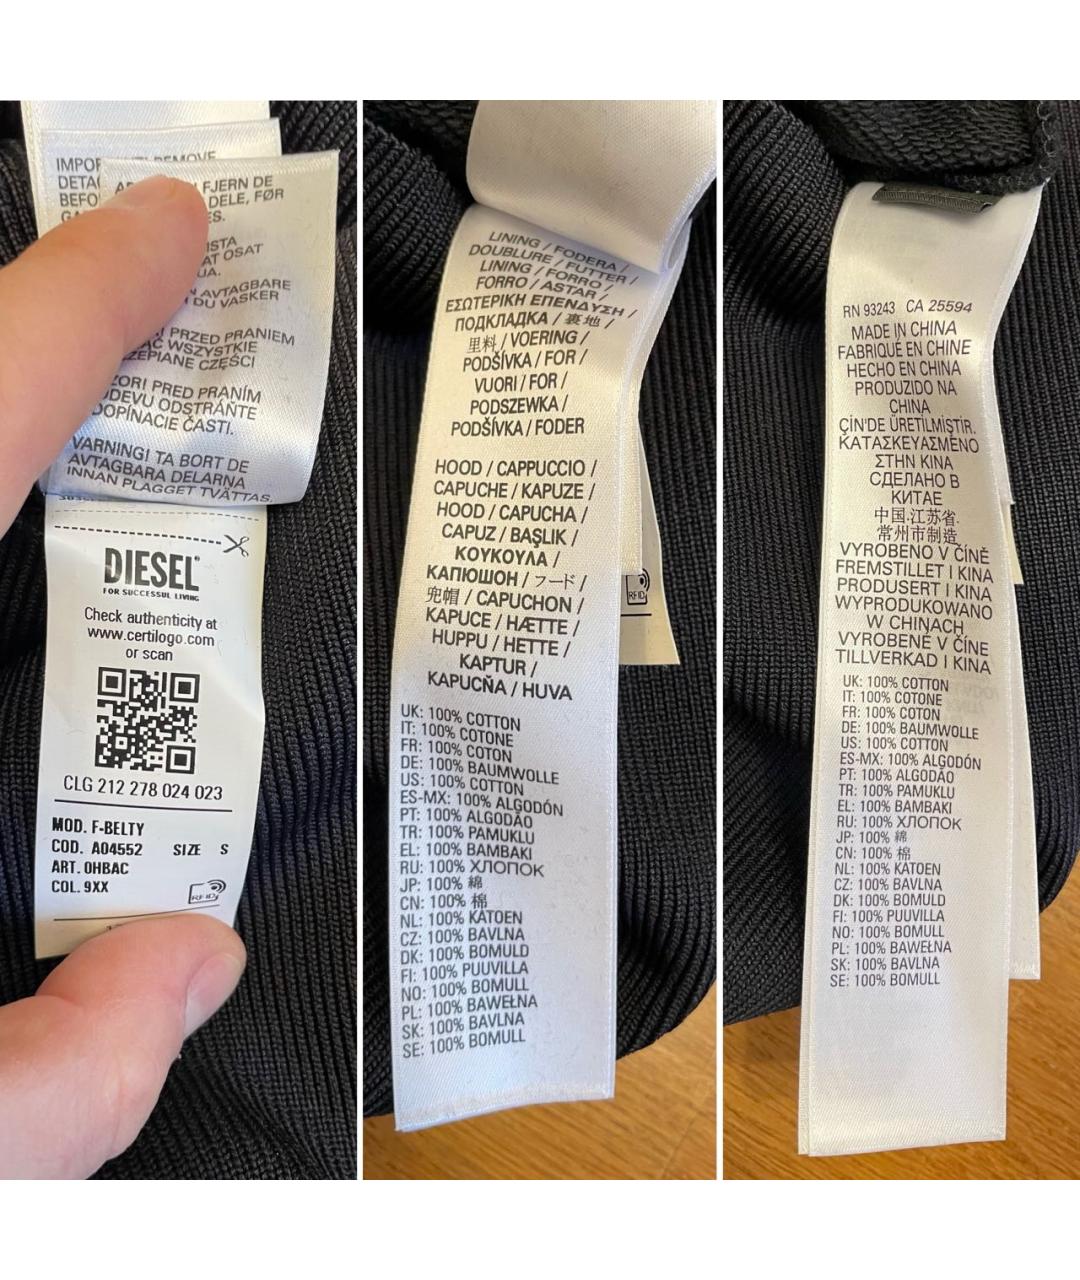 DETA
BEFO
FJERN DE
DELE, FØR
OSAT
AVTAGBARE
DU VASKER
PRZED PRANIEM
WSZYSTKIE
CZĘŚCI
PRED PRANÍM
ODSTRÁŇTE
ČASTI.
VARNING! TA BORT DE
AVTAGBARA DELARNA
INNAN PLAGGET TVÄTTAS.
DIESEL
FOR SUCCESSFUL LIVING
Check authenticity at
www.certilogo.com
or scan
CLG 212 278 024 023
MOD. F-BELTY
COD. A04552 SIZE S
ART. 0HBAC
COL. 9XX
RFID
LINING / FODERA /
DOUBLURE / FUTTER /
LINING / FORRO /
FORRO / ASTAR /
ΕΣΩΤΕΡΙΚΗ ΕΠΕΝΔΥΣΗ /
ПОДКЛАДКА / 裏地 /
里料 / VOERING /
PODŠÍVKA / FOR /
VUORI / FOR /
PODSZEWKA /
PODŠÍVKA / FODER
HOOD / CAPPUCCIO /
CAPUCHE / KAPUZE /
HOOD / CAPUCHA /
CAPUZ / BAŞLIK /
ΚΟΥΚΟΥΛΑ /
КАПЮШОН / フード /
兜帽 / CAPUCHON /
KAPUCE / HÆTTE /
HUPPU / HETTE /
KAPTUR /
KAPUCŇA / HUVA
UK: 100% COTTON
IT: 100% COTONE
FR: 100% COTON
DE: 100% BAUMWOLLE
US: 100% COTTON
ES-MX: 100% ALGODÓN
PT: 100% ALGODÃO
TR: 100% PAMUKLU
EL: 100% ΒΑΜΒΑΚΙ
RU: 100% ХЛОПОК
JP: 100% 綿
CN: 100% 棉
NL: 100% KATOEN
CZ: 100% BAVLNA
DK: 100% BOMULD
FI: 100% PUUVILLA
NO: 100% BOMULL
PL: 100% BAWEŁNA
SK: 100% BAVLNA
SE: 100% BOMULL
RFID
RN 93243 CA 25594
MADE IN CHINA
FABRIQUÉ EN CHINE
HECHO EN CHINA
PRODUZIDO NA
CHINA
ÇİN'DE ÜRETİLMİŞTİR.
ΚΑΤΑΣΚΕΥΑΣΜΕΝΟ
ΣΤΗΝ ΚΙΝΑ
СДЕЛАНО В
КИТАЕ
中国.江苏省.
常州市制造
VYROBENO V ČÍNĚ
FREMSTILLET I KINA
PRODUSERT I KINA
WYPRODUKOWANO
W CHINACH
VYROBENÉ V ČÍNE
TILLVERKAD I KINA
UK: 100% COTTON
IT: 100% COTONE
FR: 100% COTON
DE: 100% BAUMWOLLE
US: 100% COTTON
ES-MX: 100% ALGODÓN
PT: 100% ALGODÃO
TR: 100% PAMUKLU
EL: 100% ΒΑΜΒΑΚΙ
RU: 100% ХЛОПОК
JP: 100% 綿
CN: 100% 棉
NL: 100% KATOEN
CZ: 100% BAVLNA
DK: 100% BOMULD
FI: 100% PUUVILLA
NO: 100% BOMULL
PL: 100% BAWEŁNA
SK: 100% BAVLNA
SE: 100% BOMULL